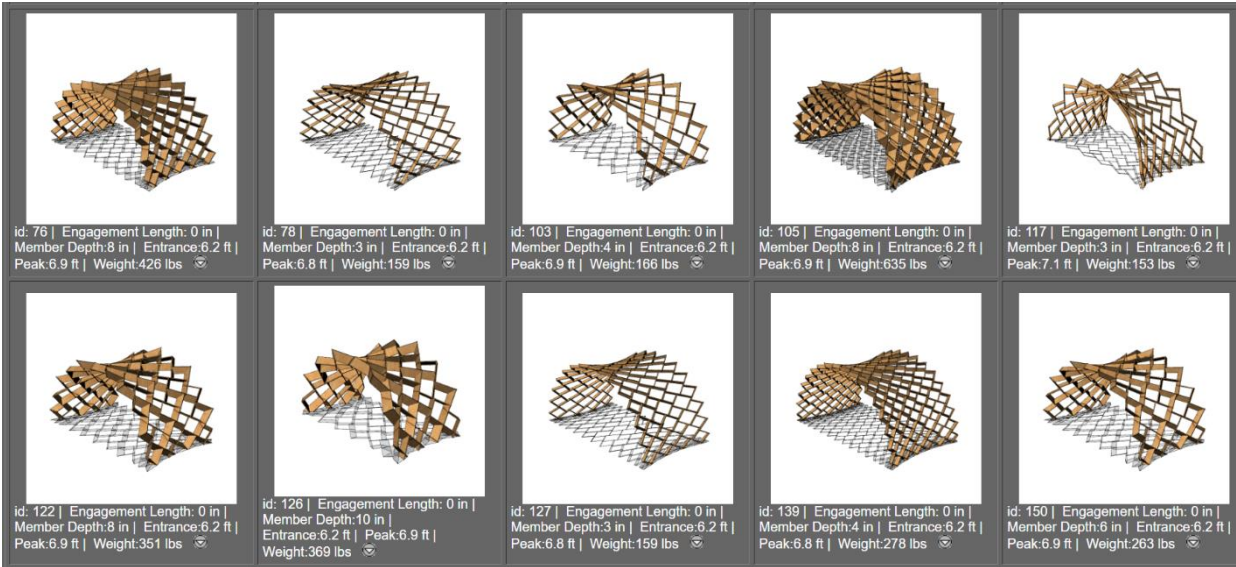 id: 76 | Engagement Length: 0 in |
Member Depth:8 in | Entrance:6.2 ft |
Peak:6.9 ft | Weight:426 lbs
id: 78 | Engagement Length: 0 in |
Member Depth:3 in | Entrance:6.2 ft |
Peak:6.8 ft | Weight:159 lbs
id: 103 | Engagement Length: 0 in |
Member Depth:4 in | Entrance:6.2 ft |
Peak:6.9 ft | Weight:166 lbs
id: 105 | Engagement Length: 0 in |
Member Depth:8 in | Entrance:6.2 ft |
Peak:6.9 ft | Weight:635 lbs
id: 117 | Engagement Length: 0 in |
Member Depth:3 in | Entrance:6.2 ft |
Peak:7.1 ft | Weight:153 lbs
id: 122 | Engagement Length: 0 in |
Member Depth:8 in | Entrance:6.2 ft |
Peak:6.9 ft | Weight:351 lbs
id: 126 | Engagement Length: 0 in |
Member Depth:10 in |
Entrance:6.2 ft | Peak:6.9 ft |
Weight:369 lbs
id: 127 | Engagement Length: 0 in |
Member Depth:3 in | Entrance:6.2 ft |
Peak:6.8 ft | Weight:159 lbs
id: 139 | Engagement Length: 0 in |
Member Depth:4 in | Entrance:6.2 ft |
Peak:6.8 ft | Weight:278 lbs
id: 150 | Engagement Length: 0 in |
Member Depth:6 in | Entrance:6.2 ft |
Peak:6.9 ft | Weight:263 lbs